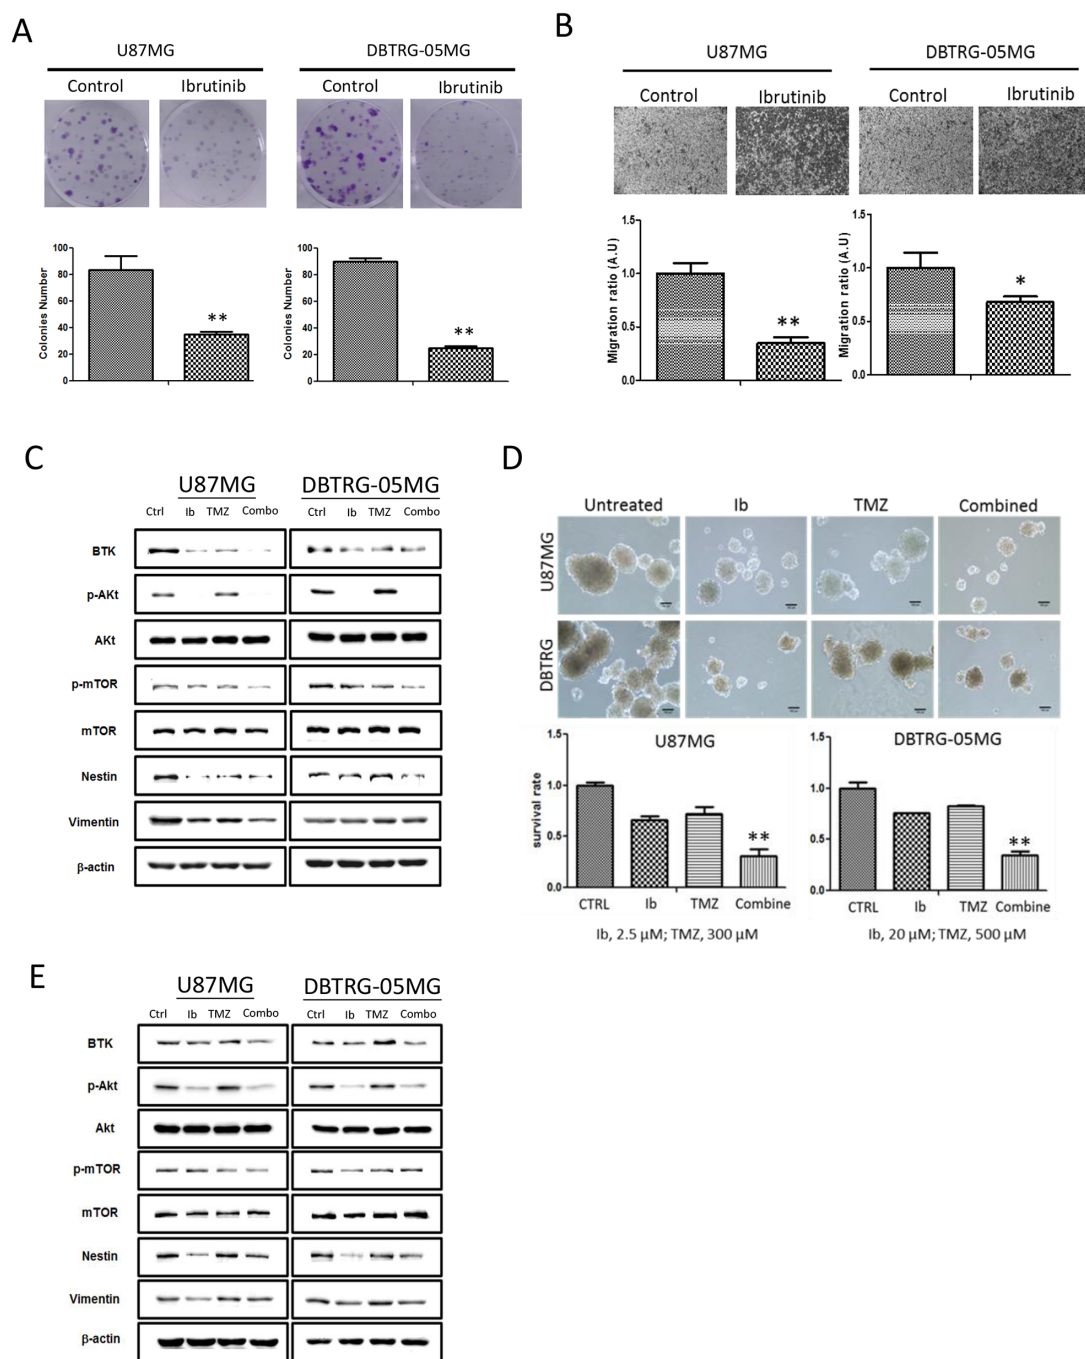 A
U87MG
DBTRG-05MG
Control
Ibrutinib
Control
Ibrutinib
Colonies Number
100
80
60
40
20
0
**
Colonies Number
100
80
60
40
20
0
**
B
U87MG
DBTRG-05MG
Control
Ibrutinib
Control
Ibrutinib
Migration ratio (A.U)
1.5
1.0
0.5
0.0
**
Migration ratio (A.U)
1.5
1.0
0.5
0.0
*
C
U87MG
DBTRG-05MG
Ctrl Ib TMZ Combo
Ctrl Ib TMZ Combo
BTK
p-AKt
AKt
p-mTOR
mTOR
Nestin
Vimentin
β-actin
D
Untreated Ib TMZ Combined
U87MG
DBTRG
U87MG
survival rate
1.5
1.0
0.5
0.0
**
CTRL Ib TMZ Combine
Ib, 2.5 μM; TMZ, 300 μM
DBTRG-05MG
1.5
1.0
0.5
0.0
**
CTRL Ib TMZ Combine
Ib, 20 μM; TMZ, 500 μM
E
U87MG
DBTRG-05MG
Ctrl Ib TMZ Combo
Ctrl Ib TMZ Combo
BTK
p-Akt
Akt
p-mTOR
mTOR
Nestin
Vimentin
β-actin